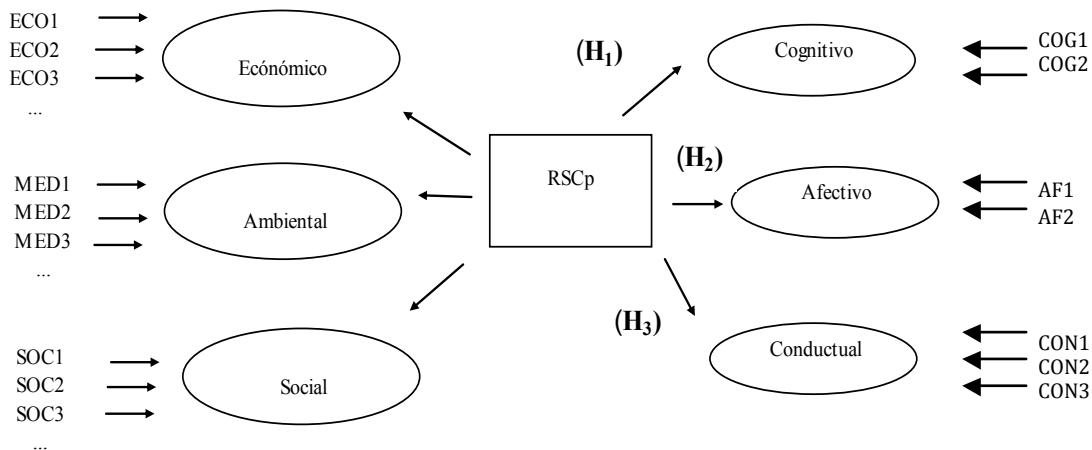 ECO1
ECO2
ECO3
...
Ecónómico
MED1
MED2
MED3
...
Ambiental
SOC1
SOC2
SOC3
...
Social
RSCp
(H1)
(H2)
(H3)
Cognitivo
COG1
COG2
Afectivo
AF1
AF2
Conductual
CON1
CON2
CON3